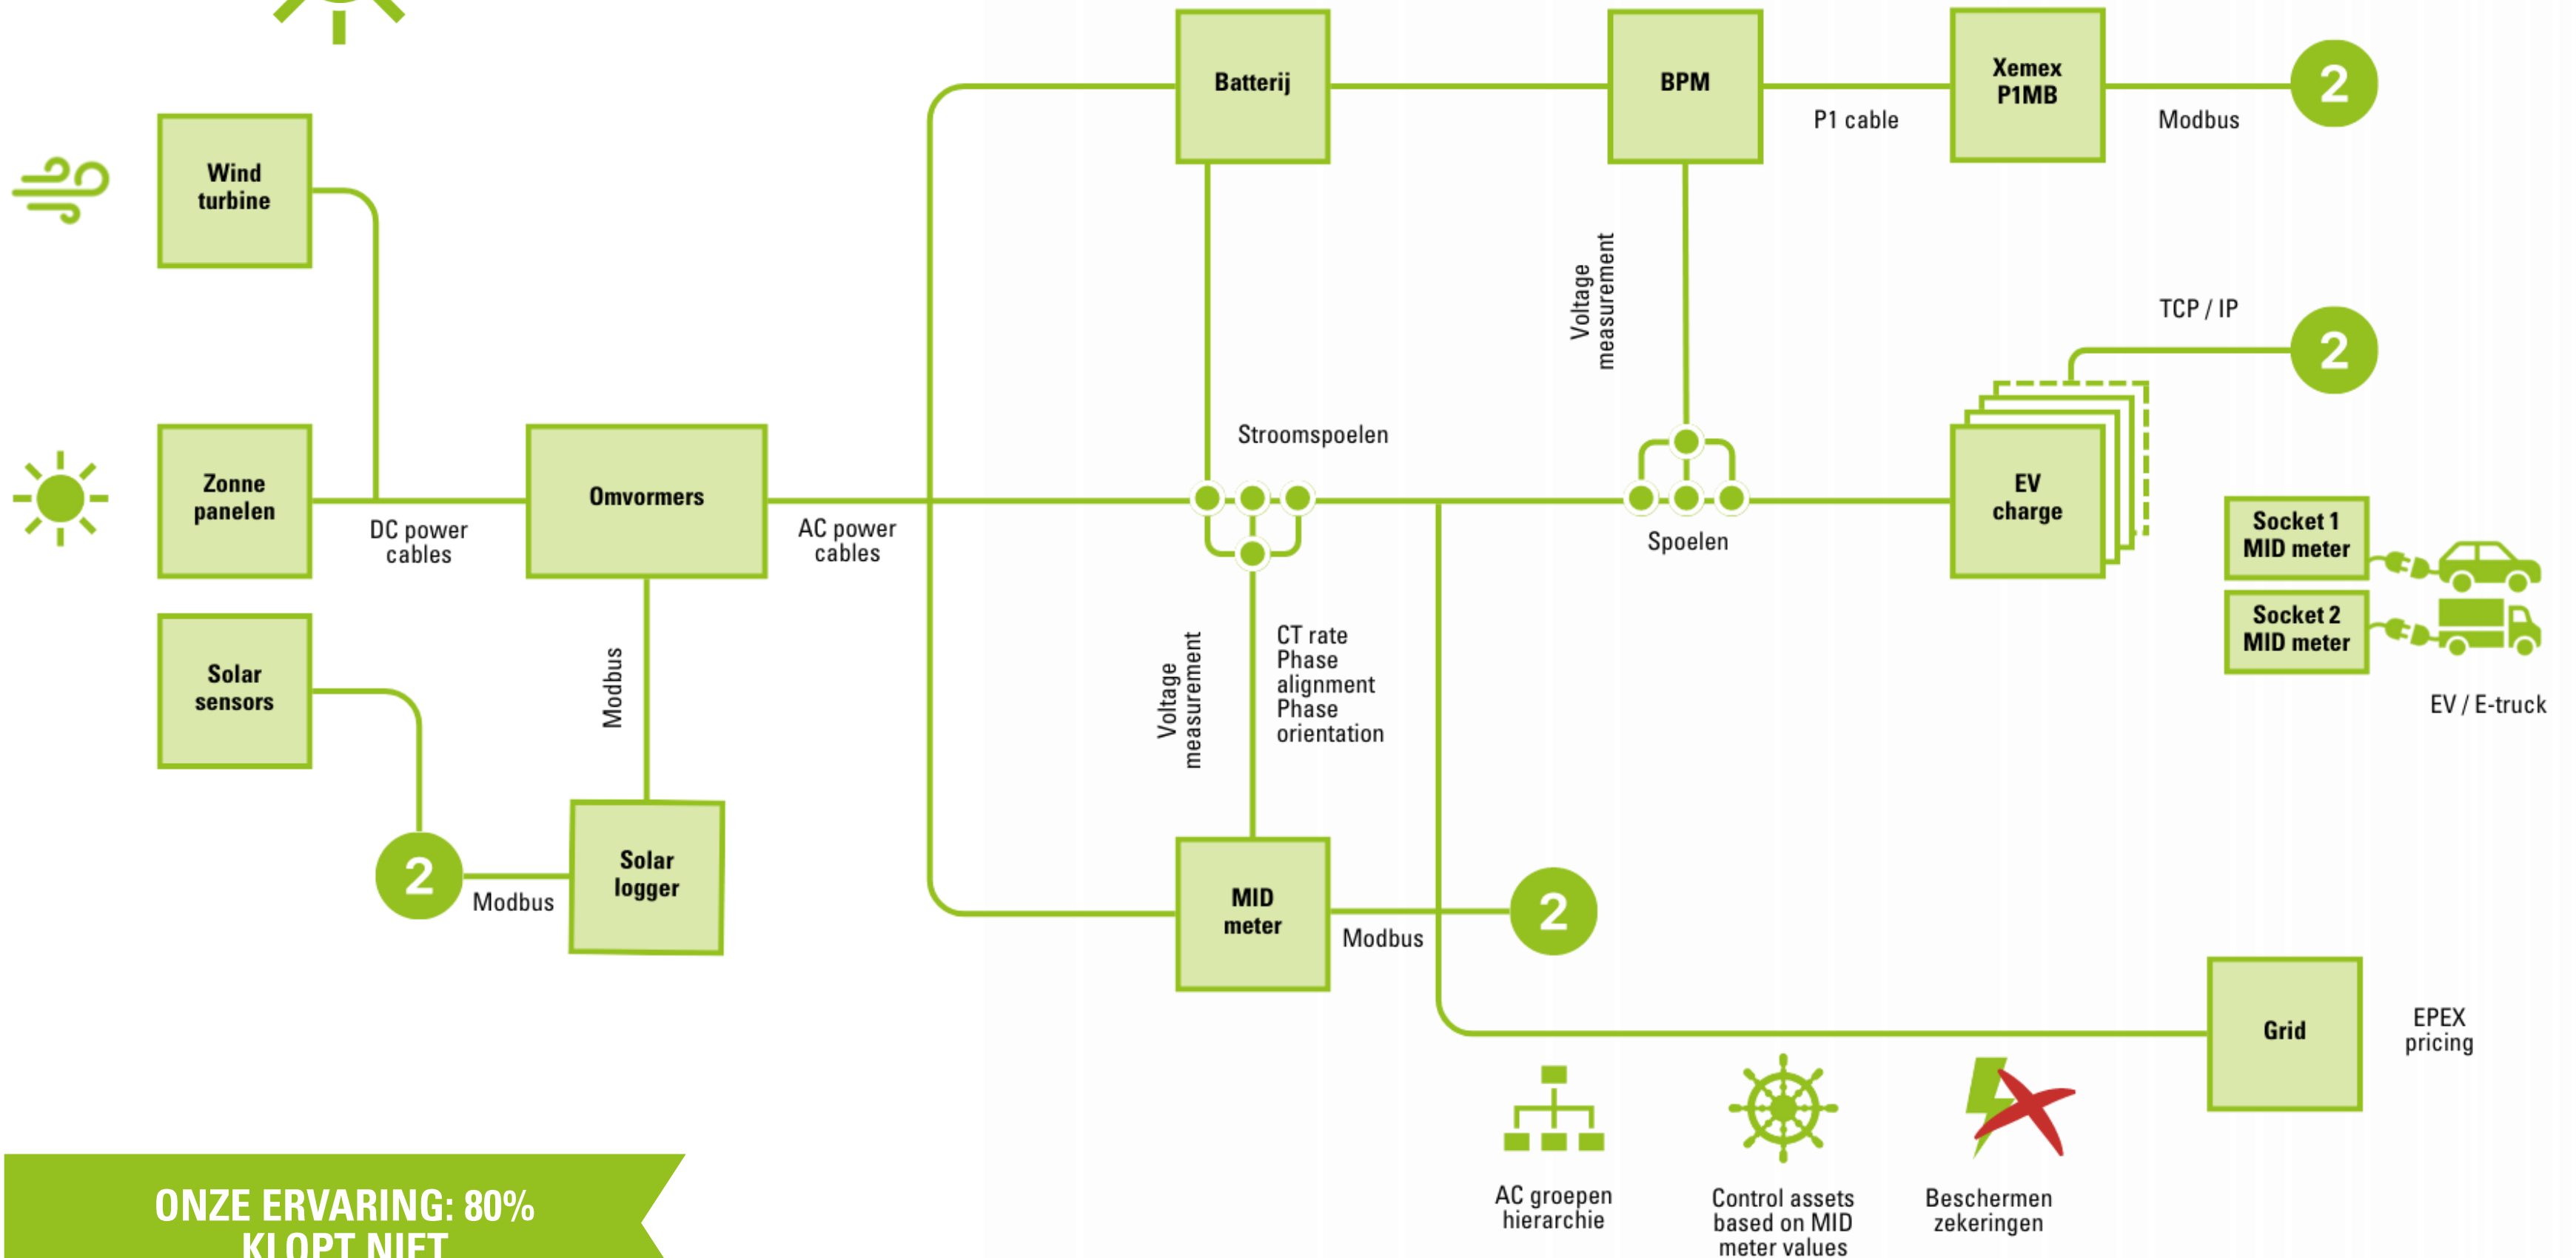 Batterij
BPM
P1 cable
Xemex
P1MB
Modbus
2
Wind
turbine
Voltage
measurement
TCP / IP
2
Stroomspoelen
Zonne
panelen
DC power
cables
Omvormers
AC power
cables
Spoelen
EV
charge
Socket 1
MID meter
Socket 2
MID meter
EV / E-truck
Solar
sensors
Modbus
Voltage
measurement
CT rate
Phase
alignment
Phase
orientation
2
Modbus
Solar
logger
MID
meter
Modbus
2
Grid
EPEX
pricing
AC groepen
hierarchie
Control assets
based on MID
meter values
Beschermen
zekeringen
ONZE ERVARING: 80%
KLOPT NIET